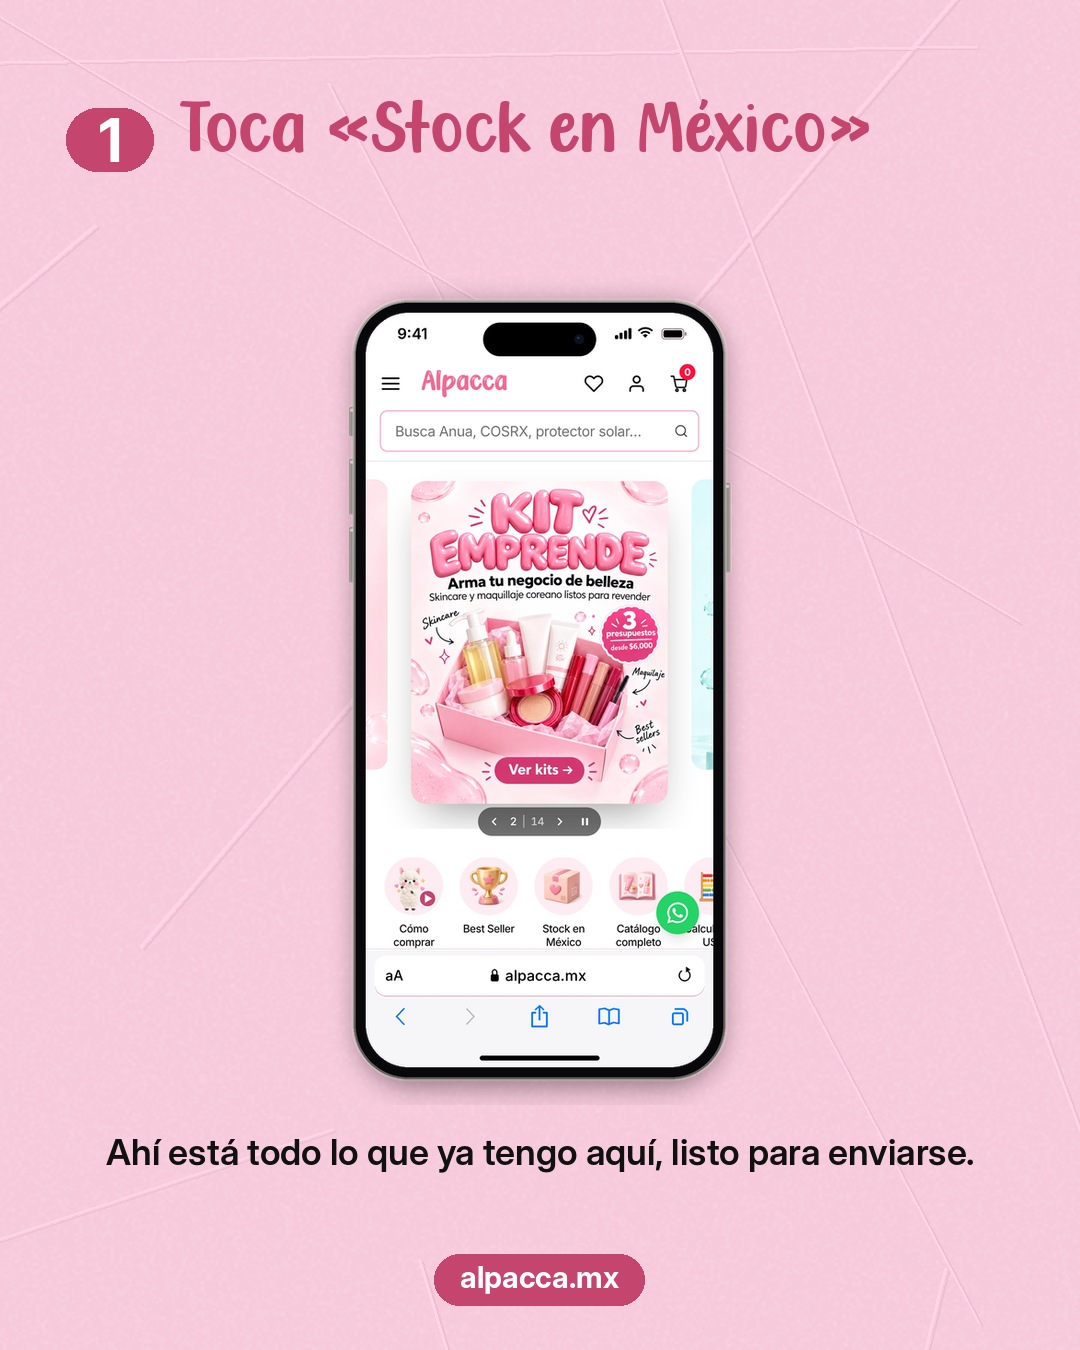 1 Toca «Stock en México»
9:41
Alpacca
0
Busca Anua, COSRX, protector solar...
KIT
EMPRENDE
Arma tu negocio de belleza
Skincare y maquillaje coreano listos para revender
Skincare
3
presupuestos
desde $6,000
Maquilaje
Best
sellers
Ver kits →
2 | 14
Cómo
comprar
Best Seller
Stock en
México
Catálogo
completo
alcul
US
aA
alpacca.mx
Ahí está todo lo que ya tengo aquí, listo para enviarse.
alpacca.mx